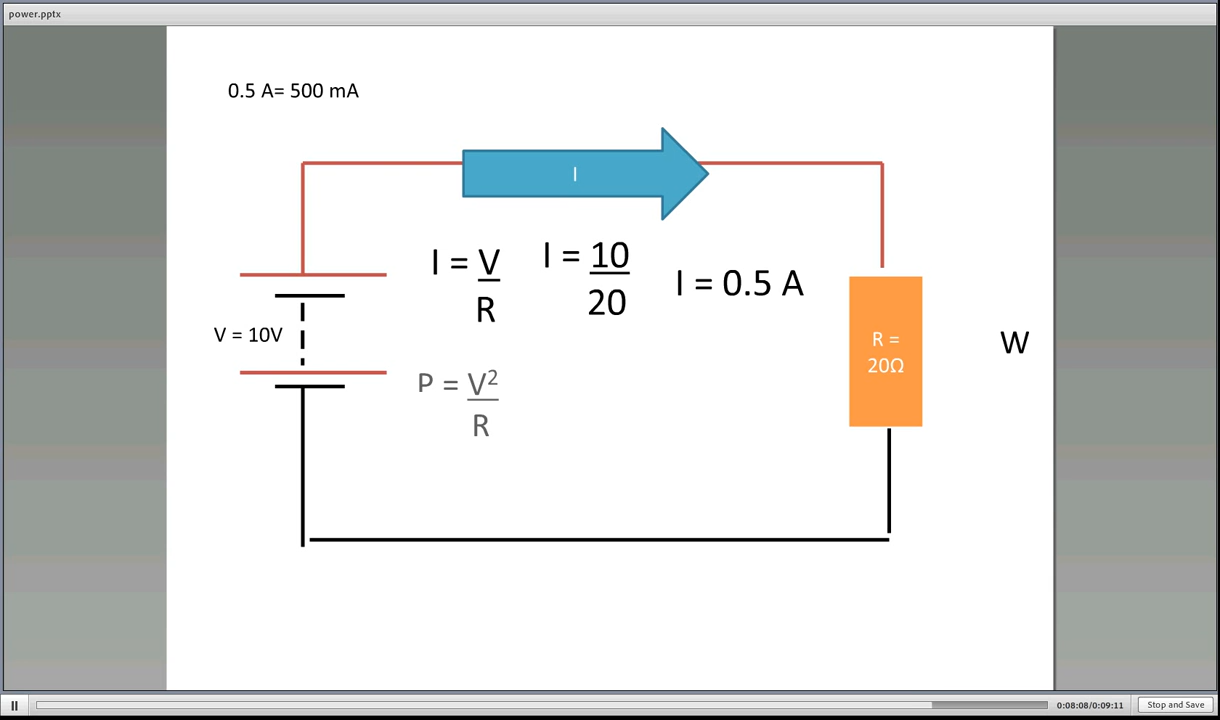 power.pptx
0.5 A= 500 mA
I
I = V
R
I = 10
20
I = 0.5 A
V = 10V
R =
20Ω
W
P = V²
R
0:08:08/0:09:11
Stop and Save